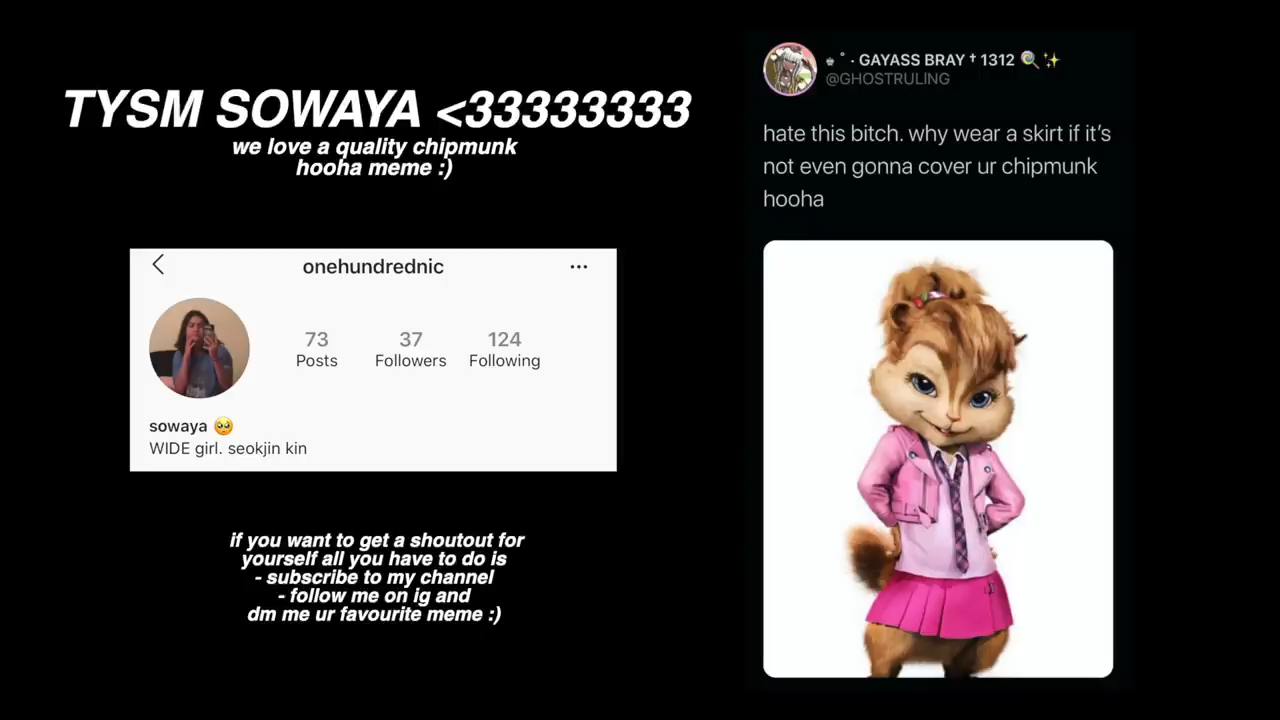 TYSM SOWAYA <33333333
we love a quality chipmunk
hooha meme :)
onehundrednic
73
37
124
Posts
Followers
Following
sowaya 🥺
WIDE girl. seokjin kin
if you want to get a shoutout for
yourself all you have to do is
- subscribe to my channel
- follow me on ig and
dm me ur favourite meme :)
GAYASS BRAY † 1312 🍭✨
@GHOSTRULING
hate this bitch. why wear a skirt if it's
not even gonna cover ur chipmunk
hooha